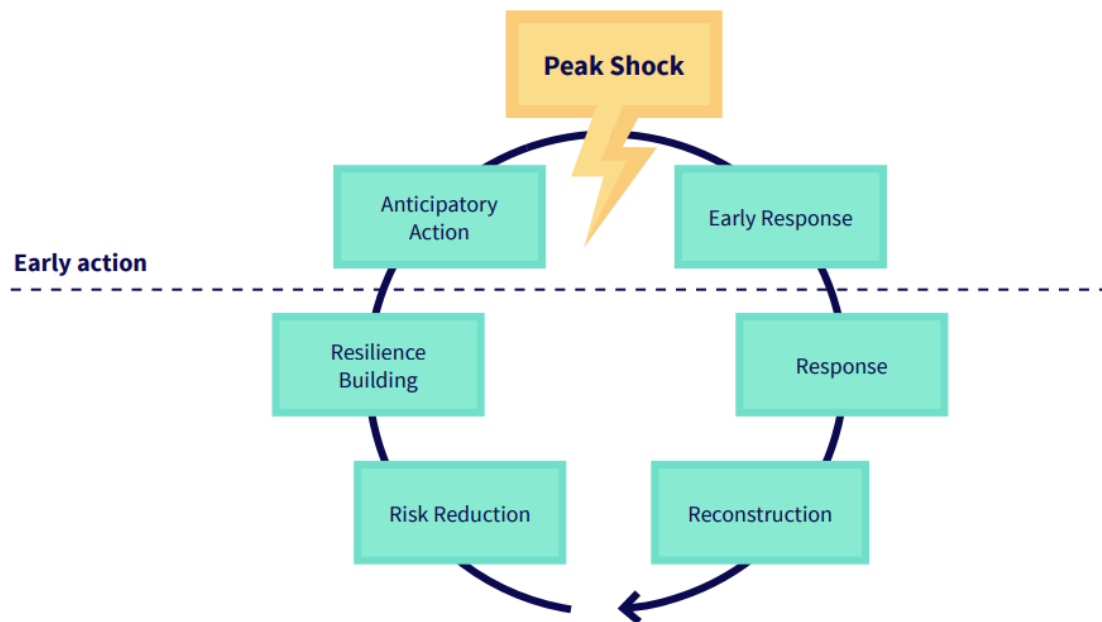 Peak Shock
Anticipatory
Action
Early Response
Early action
Resilience
Building
Response
Risk Reduction
Reconstruction